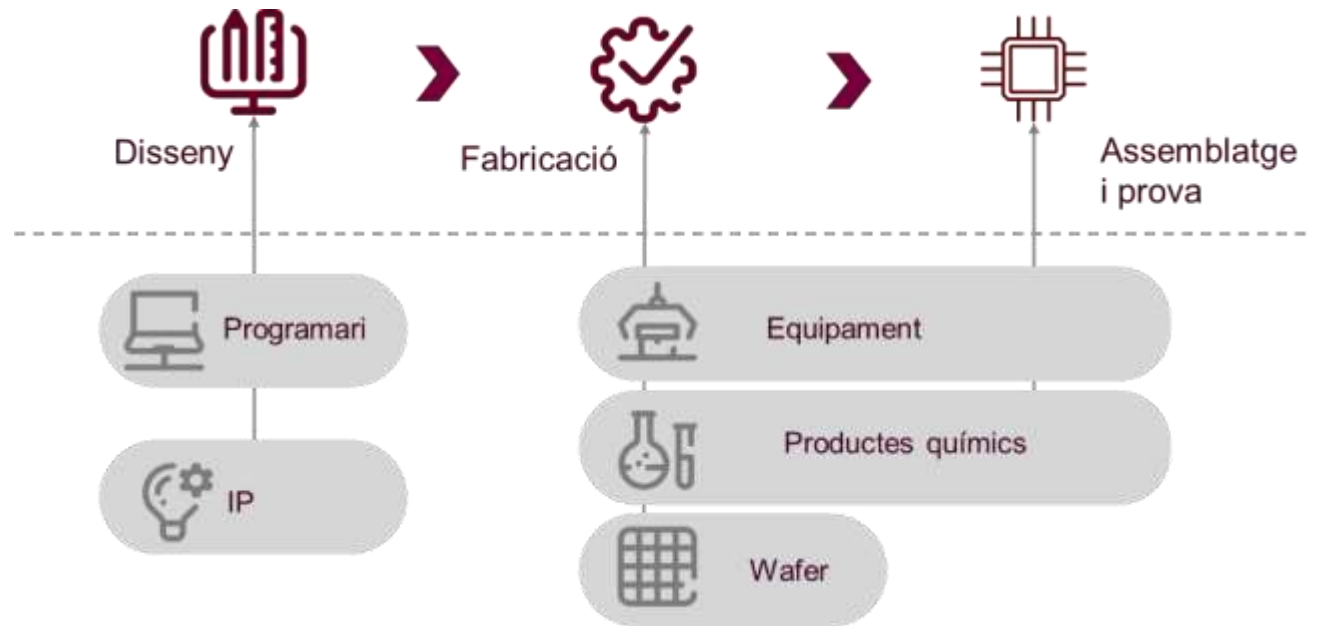 Disseny
Fabricació
Assemblatge
i prova
Programari
Equipament
Productes químics
IP
Wafer